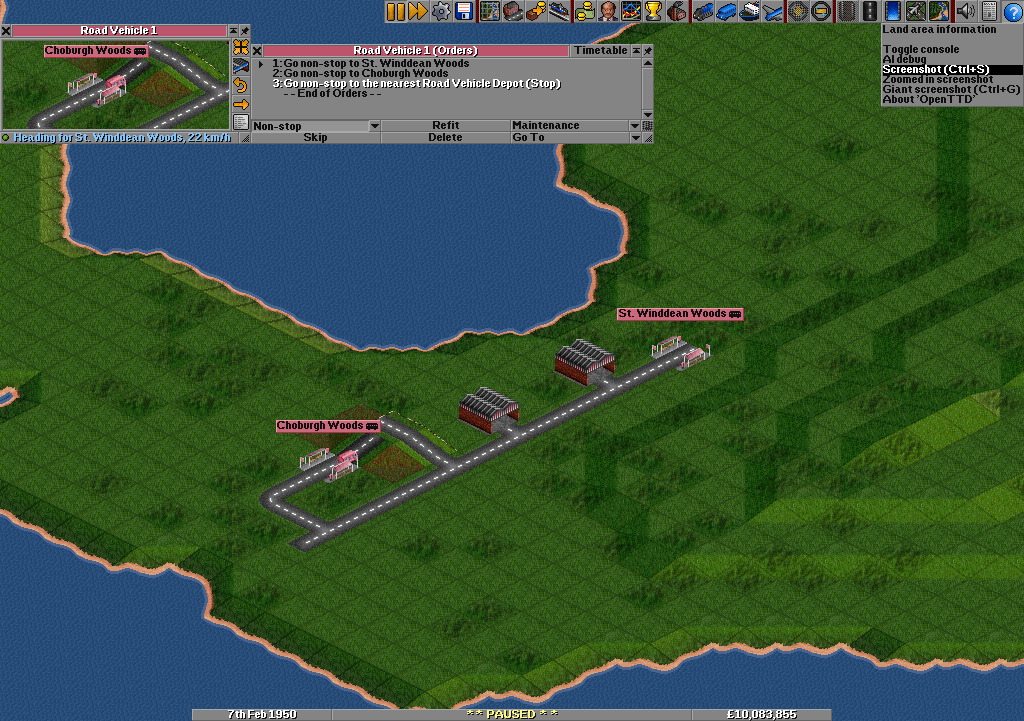 Road Vehicle 1
Choburgh Woods
Heading for St. Winddean Woods, 22 km/h
Road Vehicle 1 (Orders)
Timetable
1: Go non-stop to St. Winddean Woods
2: Go non-stop to Choburgh Woods
3: Go non-stop to the nearest Road Vehicle Depot (Stop)
- - End of Orders - -
Non-stop
Refit
Maintenance
Skip
Delete
Go To
Land area information
Toggle console
AI debug
Screenshot (Ctrl+S)
Zoomed in screenshot
Giant screenshot (Ctrl+G)
About 'OpenTTD'
St. Winddean Woods
Choburgh Woods
7th Feb 1950
* * PAUSED * *
£10,083,855